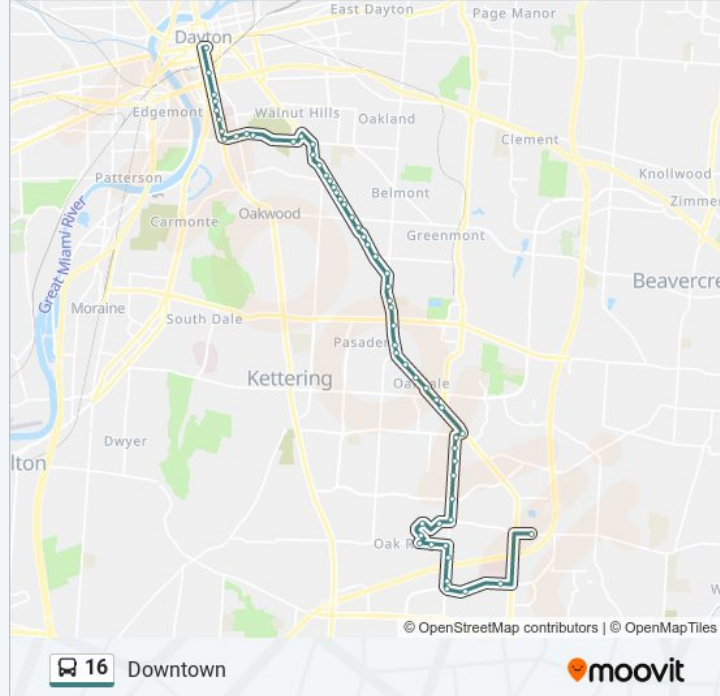 East Dayton
Page Manor
Dayton
Edgemont
Walnut Hills
Oakland
Clement
Patterson
Knollwood
Belmont
Zimmer
Carmonte
Oakwood
Greenmont
Great Miami River
Beavercre
Moraine
South Dale
Pasaden
Kettering
Oakdale
Dwyer
lton
Oak R
W
© OpenStreetMap contributors | © OpenMapTiles
16 Downtown
moovit